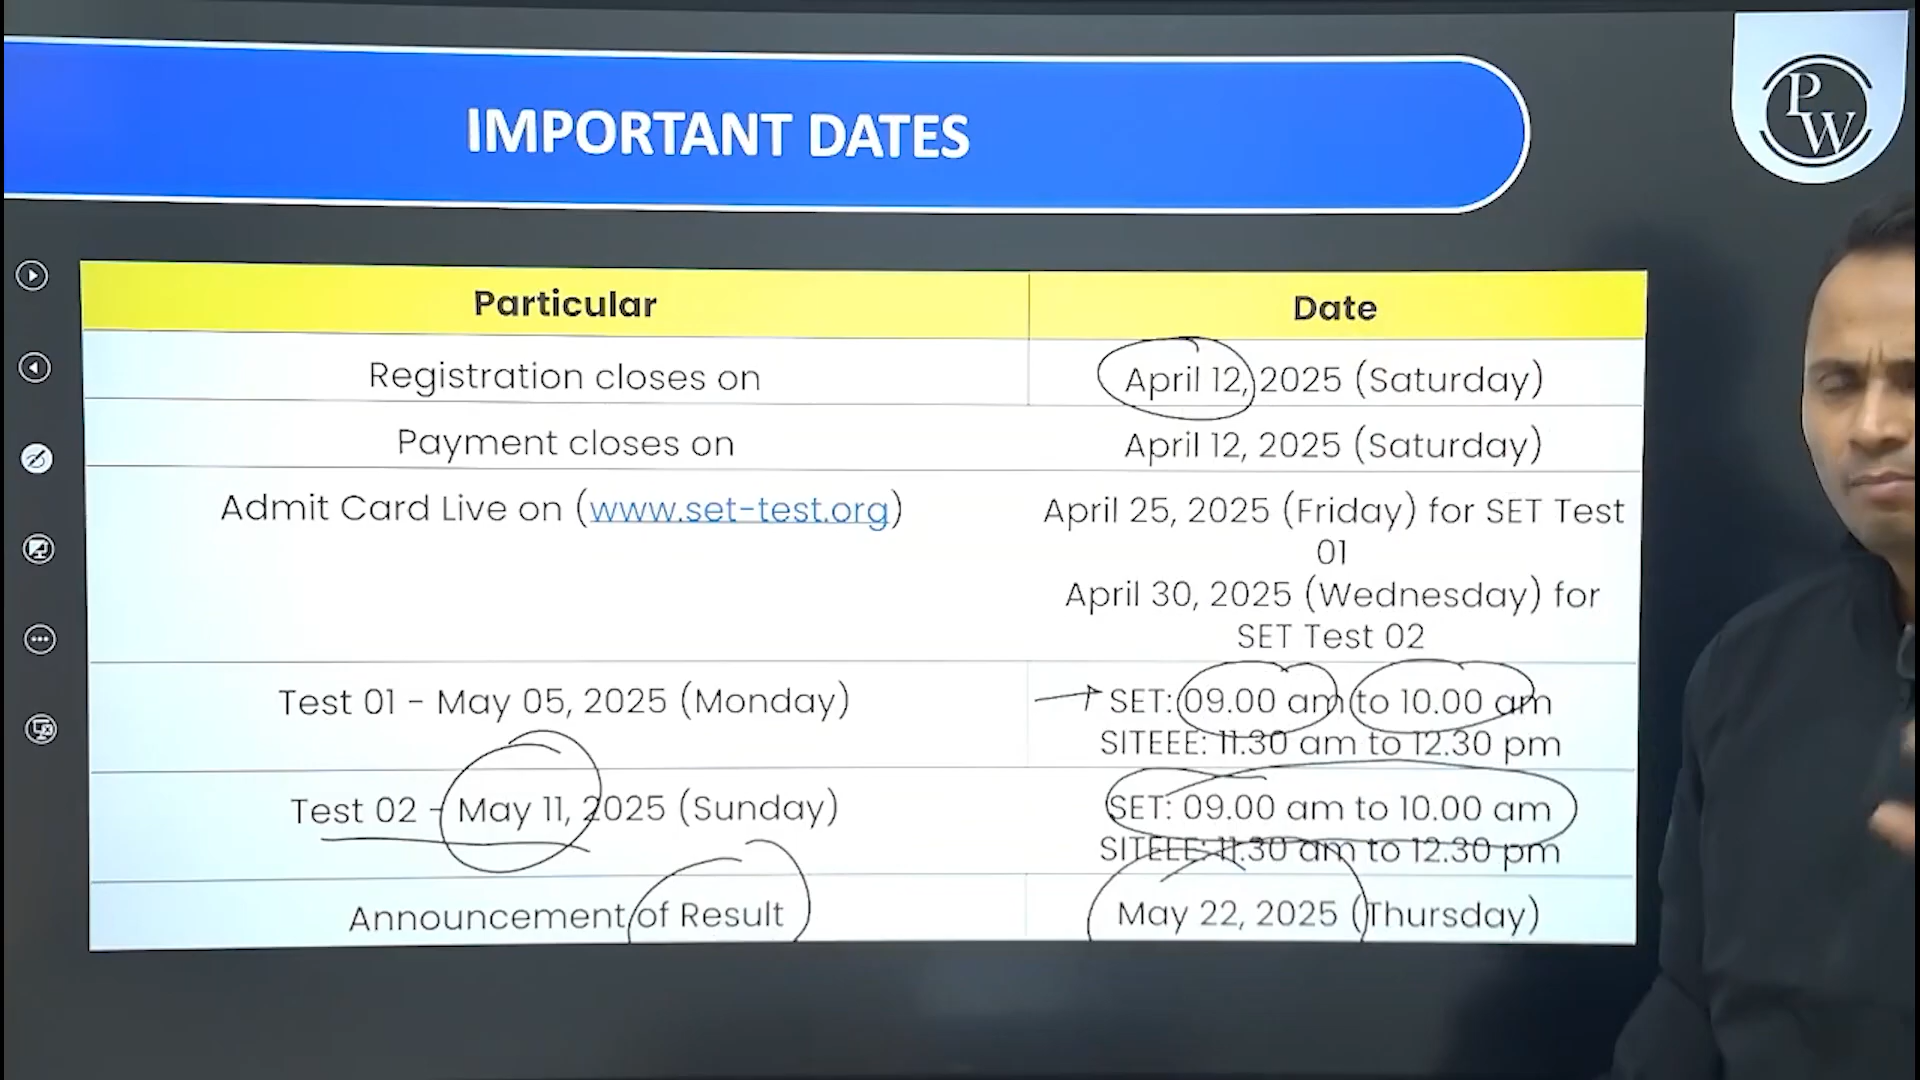 IMPORTANT DATES
PW
Particular Date
Registration closes on April 12, 2025 (Saturday)
Payment closes on April 12, 2025 (Saturday)
Admit Card Live on (www.set-test.org) April 25, 2025 (Friday) for SET Test
01
April 30, 2025 (Wednesday) for
SET Test 02
Test 01 - May 05, 2025 (Monday) SET: 09.00 am to 10.00 am
SITEEE: 11.30 am to 12.30 pm
Test 02 - May 11, 2025 (Sunday) SET: 09.00 am to 10.00 am
SITEEE: 11.30 am to 12.30 pm
Announcement of Result May 22, 2025 (Thursday)